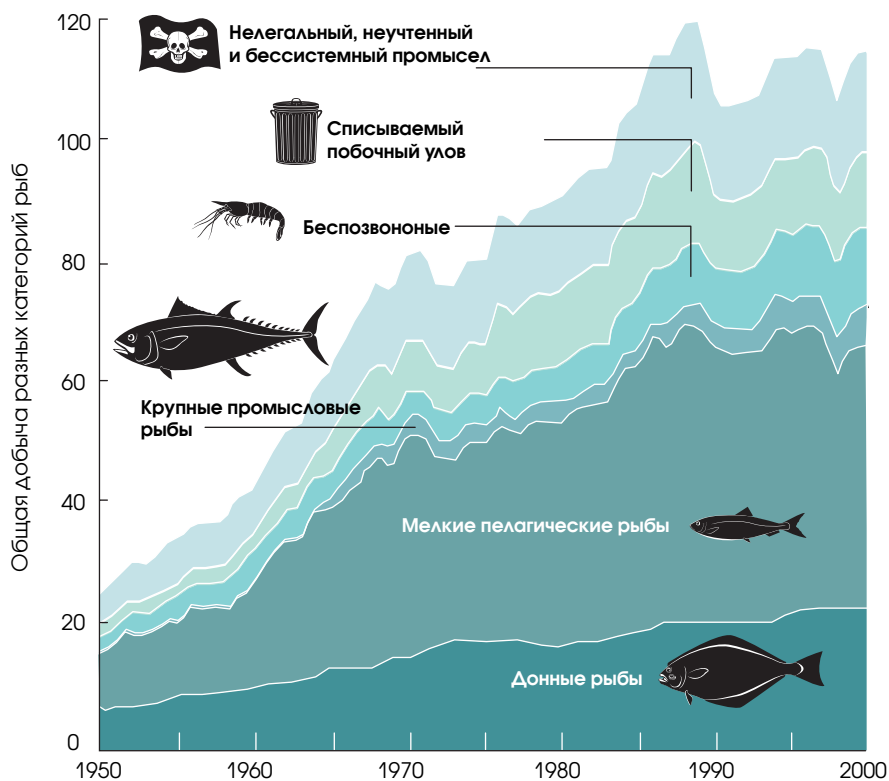 120
Нелегальный, неучтенный
и бессистемный промысел
100
Списываемый
побочный улов
Беспозвононые
80
Общая добыча разных категорий рыб
60
Крупные промысловые
рыбы
40
Мелкие пелагические рыбы
20
Донные рыбы
0
1950 1960 1970 1980 1990 2000